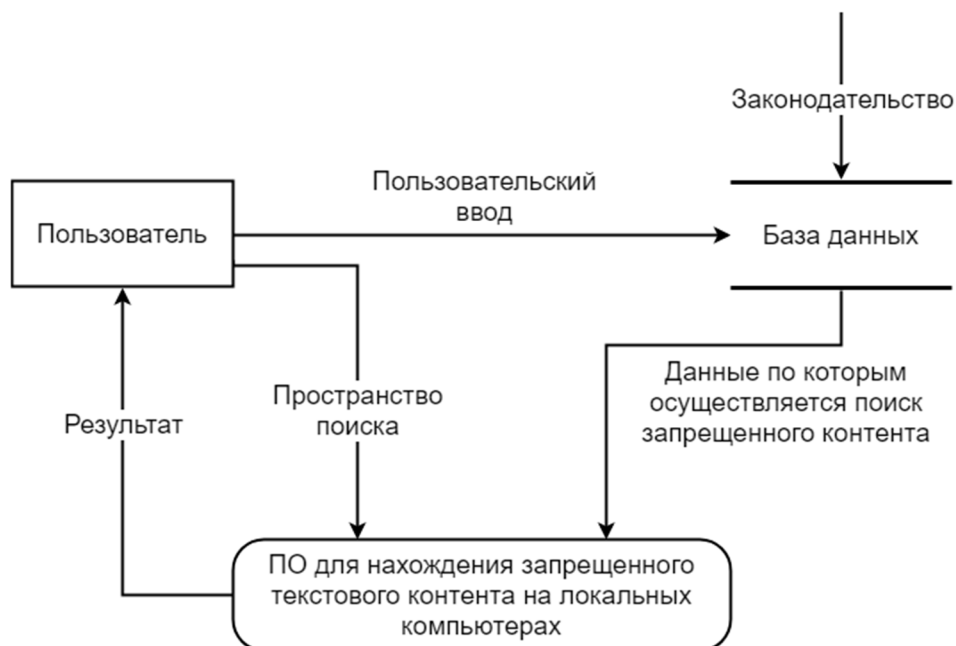 Законодательство
Пользовательский
ввод
Пользователь
База данных
Данные по которым
осуществляется поиск
запрещенного контента
Пространство
поиска
Результат
ПО для нахождения запрещенного
текстового контента на локальных
компьютерах